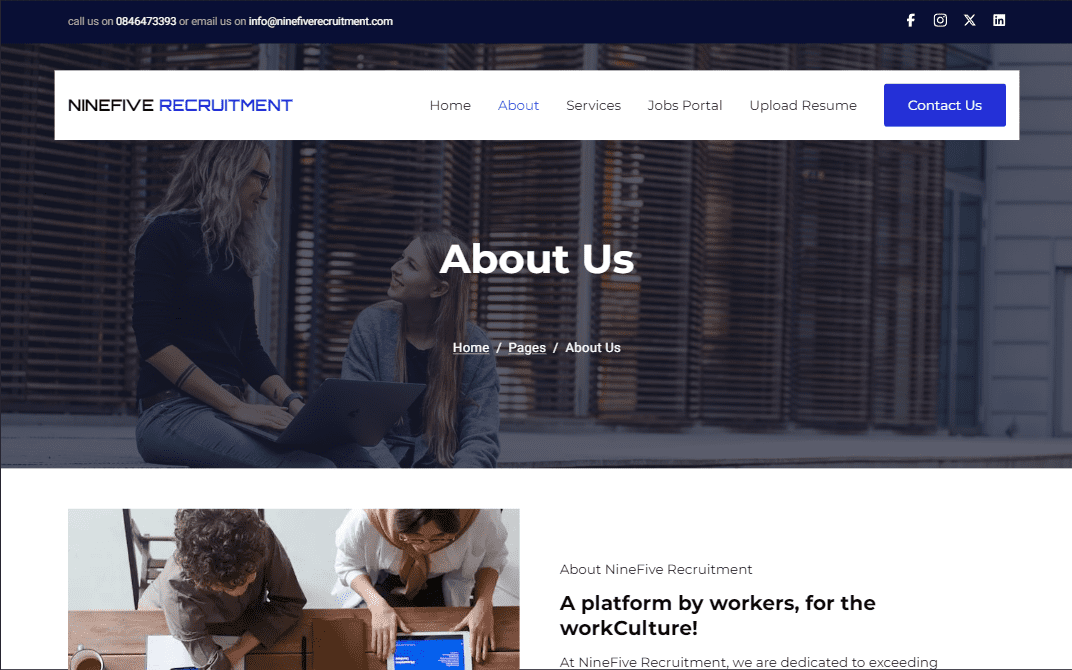 call us on 0846473393 or email us on info@ninefiverecruitment.com
NINEFIVE RECRUITMENT
Home
About
Services
Jobs Portal
Upload Resume
Contact Us
About Us
Home / Pages / About Us
About NineFive Recruitment
A platform by workers, for the
workCulture!
At NineFive Recruitment, we are dedicated to exceeding